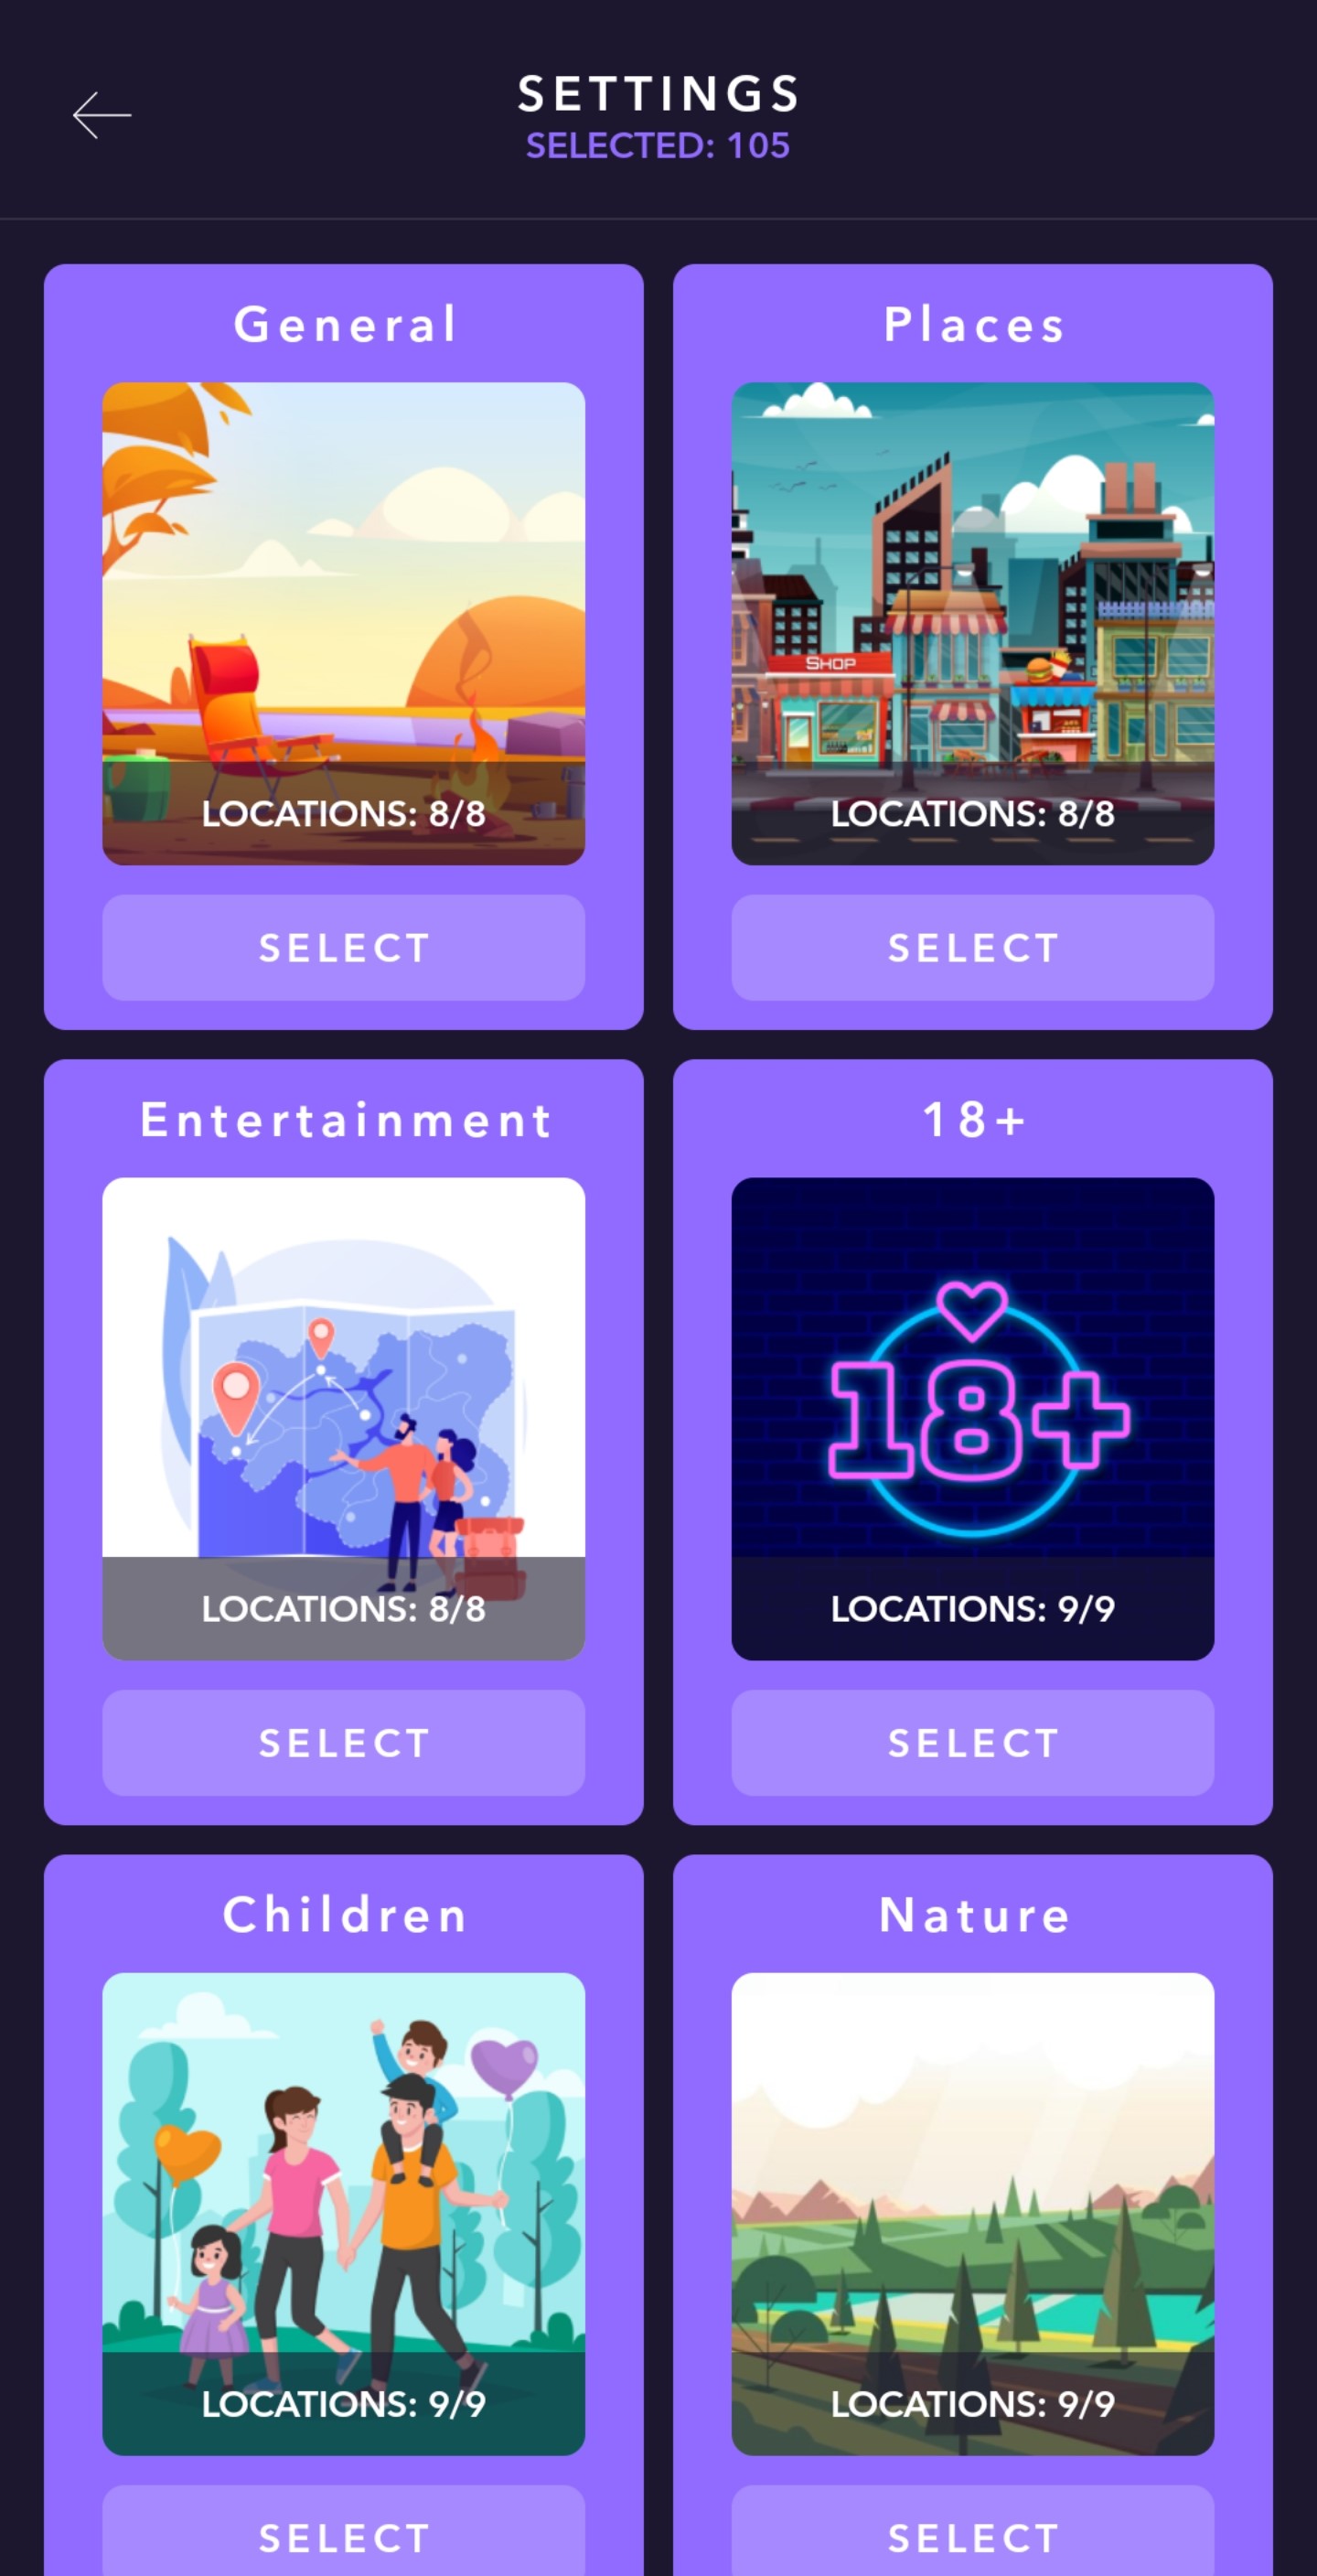 SETTINGS
SELECTED: 105
General
Places
SHOP
LOCATIONS: 8/8
LOCATIONS: 8/8
SELECT
SELECT
Entertainment
18+
18+
LOCATIONS: 8/8
LOCATIONS: 9/9
SELECT
SELECT
Children
Nature
LOCATIONS: 9/9
LOCATIONS: 9/9
SELECT
SELECT